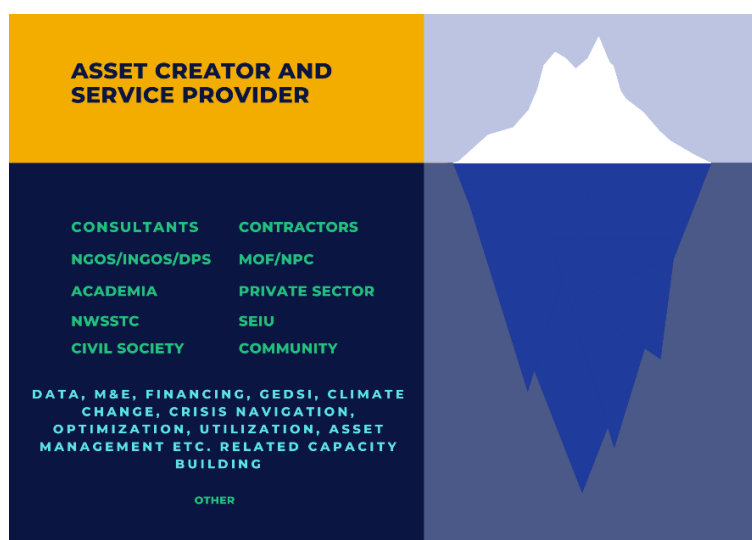 ASSET CREATOR AND
SERVICE PROVIDER
CONSULTANTS
CONTRACTORS
NGOS/INGOS/DPS
MOF/NPC
ACADEMIA
PRIVATE SECTOR
NWSSTC
SEIU
CIVIL SOCIETY
COMMUNITY
DATA, M&E, FINANCING, GEDSI, CLIMATE
CHANGE, CRISIS NAVIGATION,
OPTIMIZATION, UTILIZATION, ASSET
MANAGEMENT ETC. RELATED CAPACITY
BUILDING
OTHER